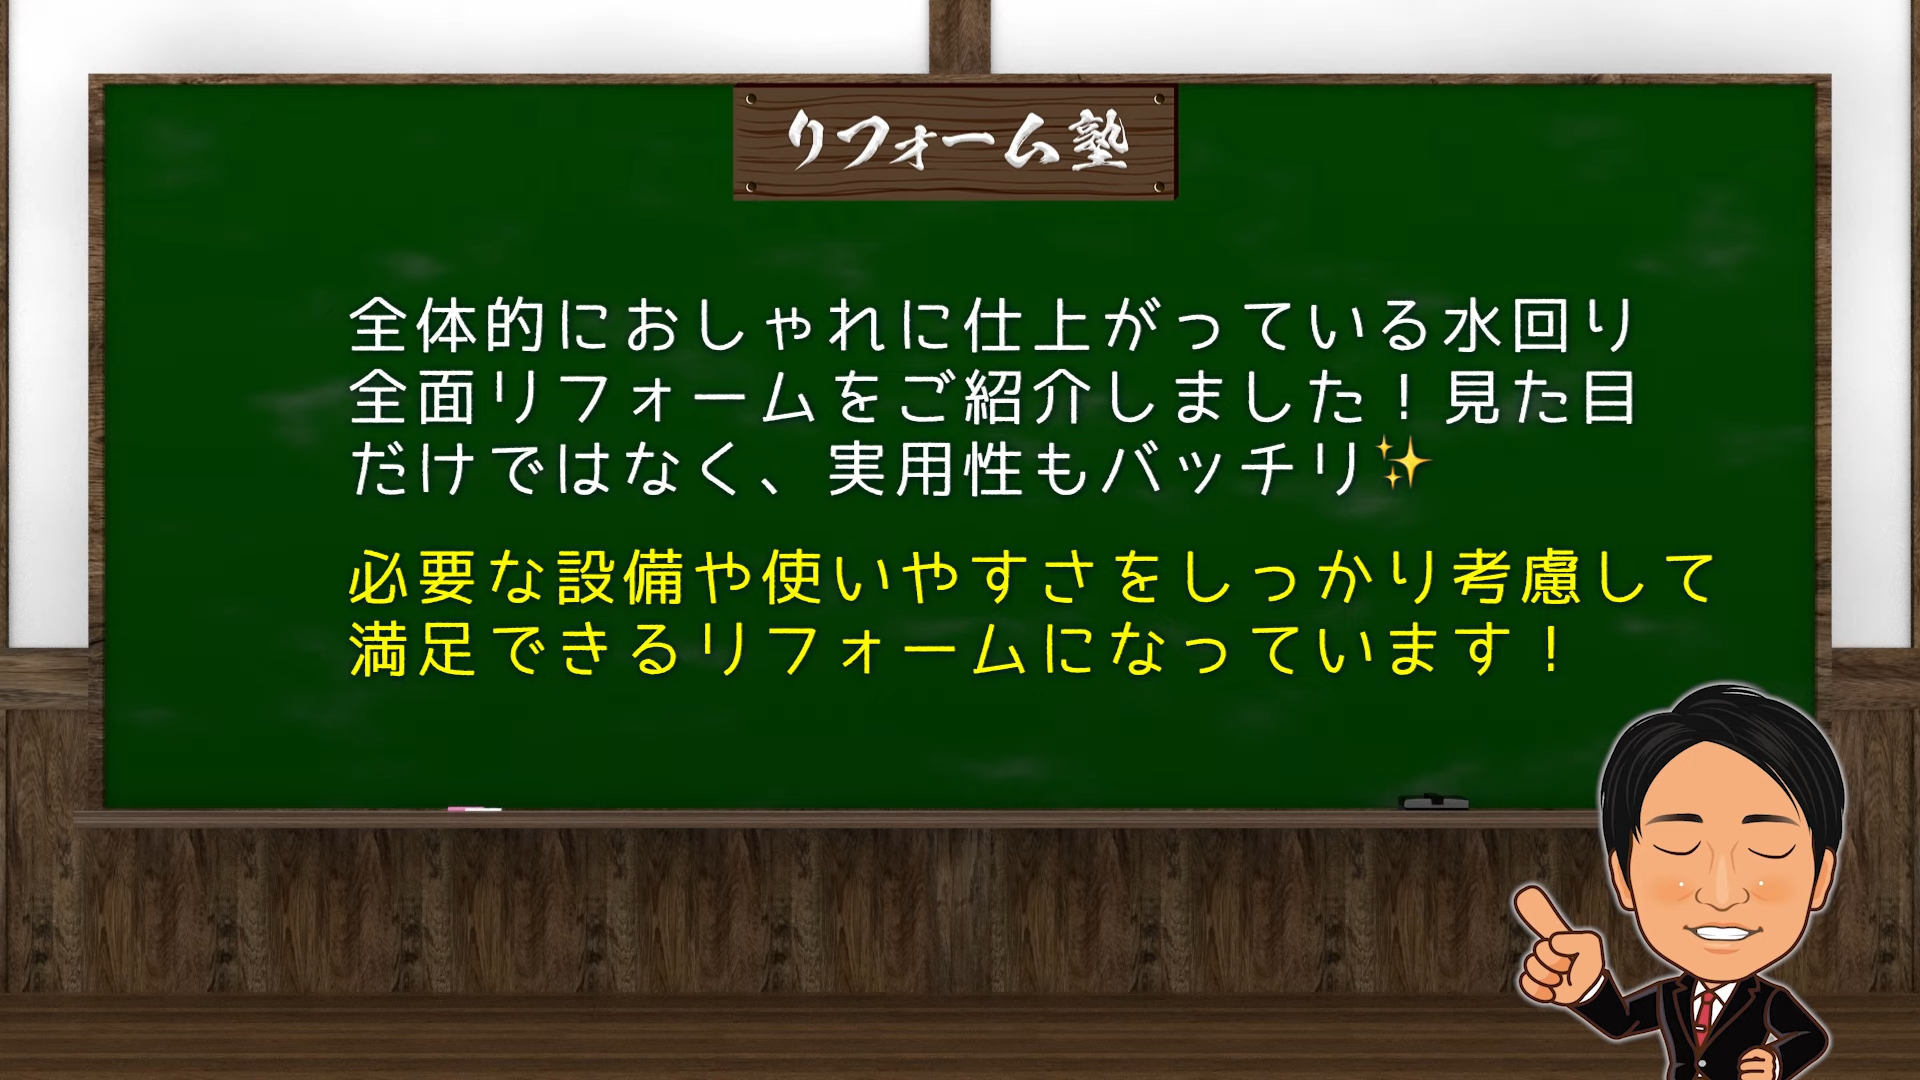 リフォーム塾
全体的におしゃれに仕上がっている水回り
全面リフォームをご紹介しました！見た目
だけではなく、実用性もバッチリ✨
必要な設備や使いやすさをしっかり考慮して
満足できるリフォームになっています！